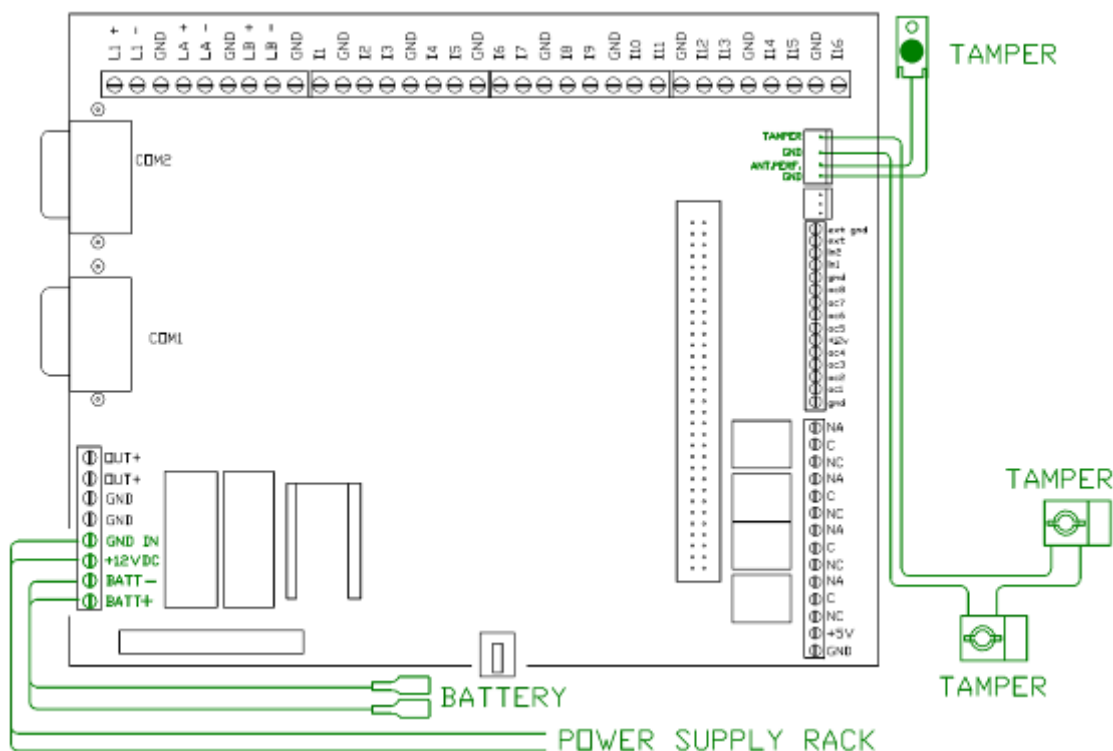 L1 + L1 - GND LA + LA - GND LB + LB - GND I1 GND I2 I3 GND I4 I5 GND I6 I7 GND I8 I9 GND I10 I11 GND I12 I13 GND I14 I15 GND I16
TAMPER
TAMPER
GND
ANT.PERF.
GND
COM2
COM1
ext gnd
ext
in2
in1
gnd
oc8
oc7
oc6
oc5
+12v
oc4
oc3
oc2
oc1
gnd
NA
C
NC
NA
C
NC
NA
C
NC
NA
C
NC
+5V
GND
OUT+
OUT+
GND
GND
GND IN
+12VDC
BATT-
BATT+
TAMPER
TAMPER
BATTERY
POWER SUPPLY RACK